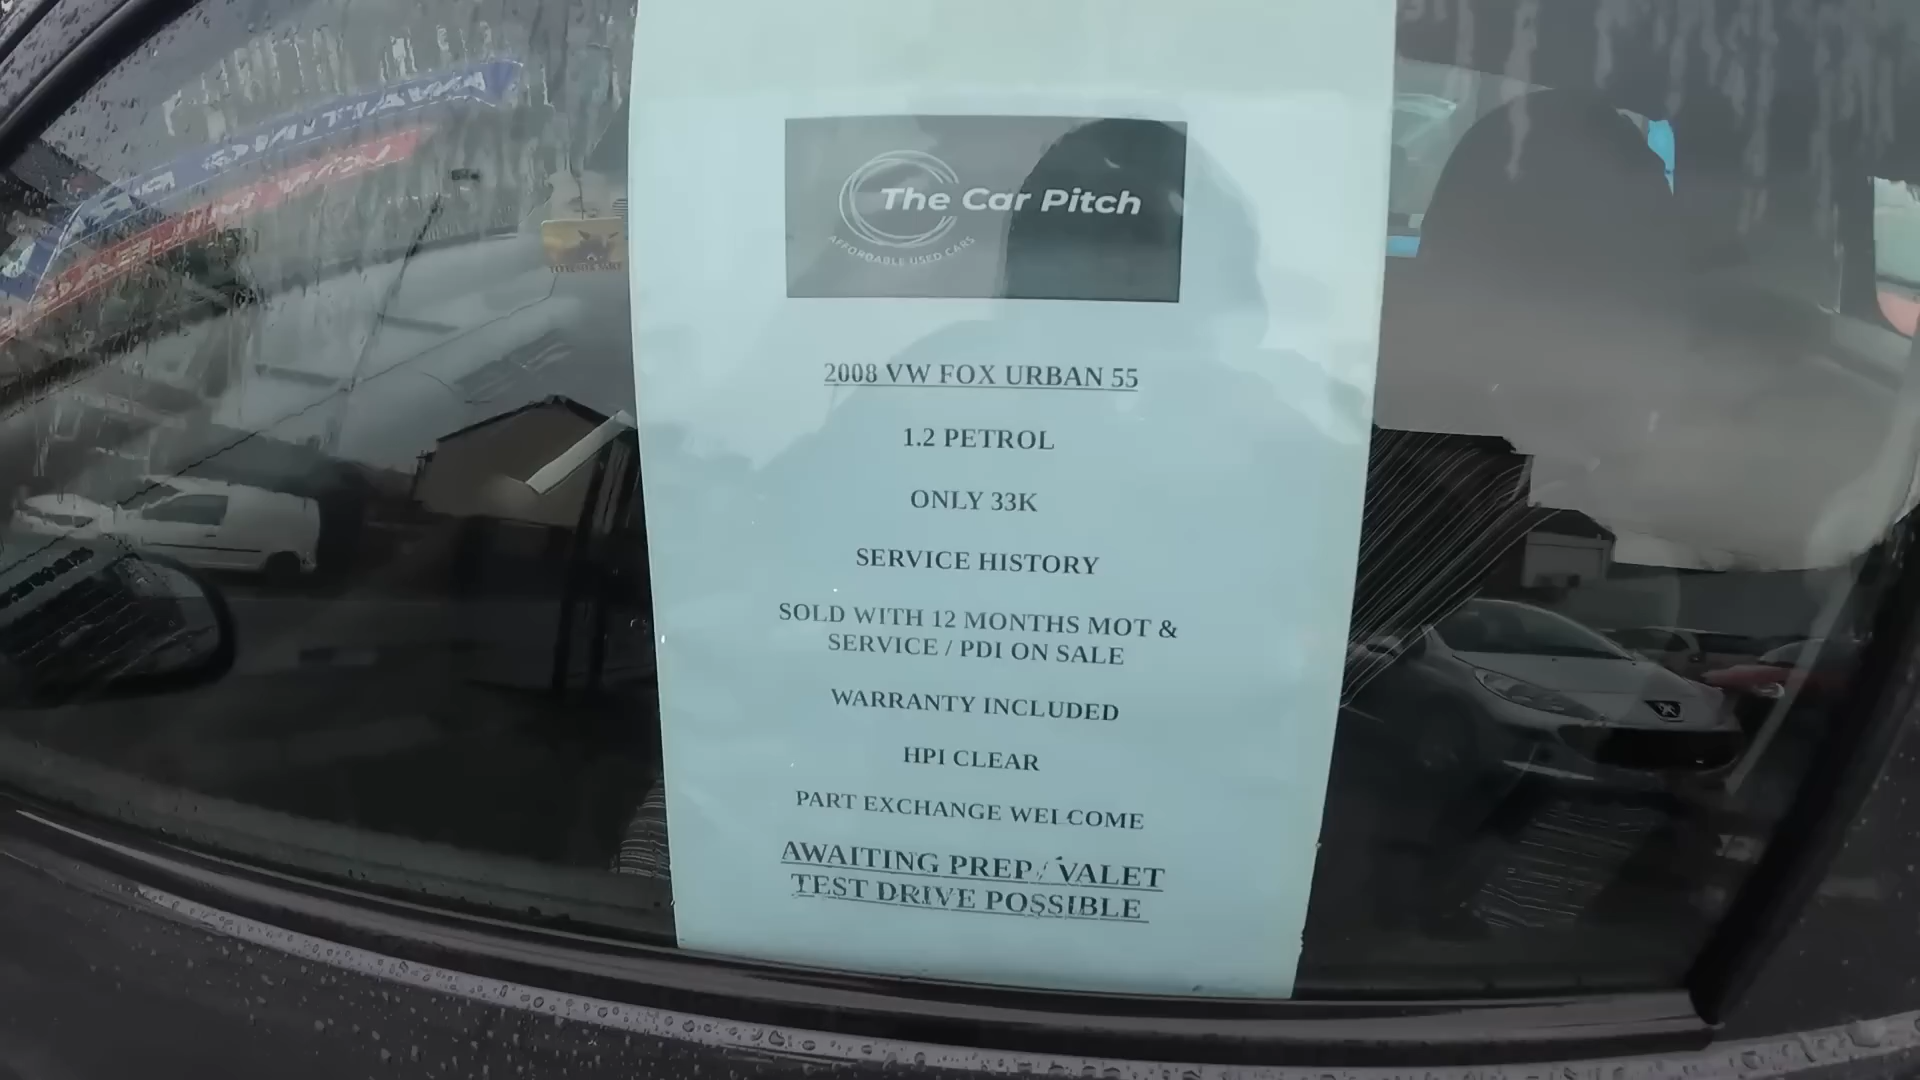 The Car Pitch
AFFORDABLE USED CARS
2008 VW FOX URBAN 55
1.2 PETROL
ONLY 33K
SERVICE HISTORY
SOLD WITH 12 MONTHS MOT &
SERVICE / PDI ON SALE
WARRANTY INCLUDED
HPI CLEAR
PART EXCHANGE WELCOME
AWAITING PREP / VALET
TEST DRIVE POSSIBLE